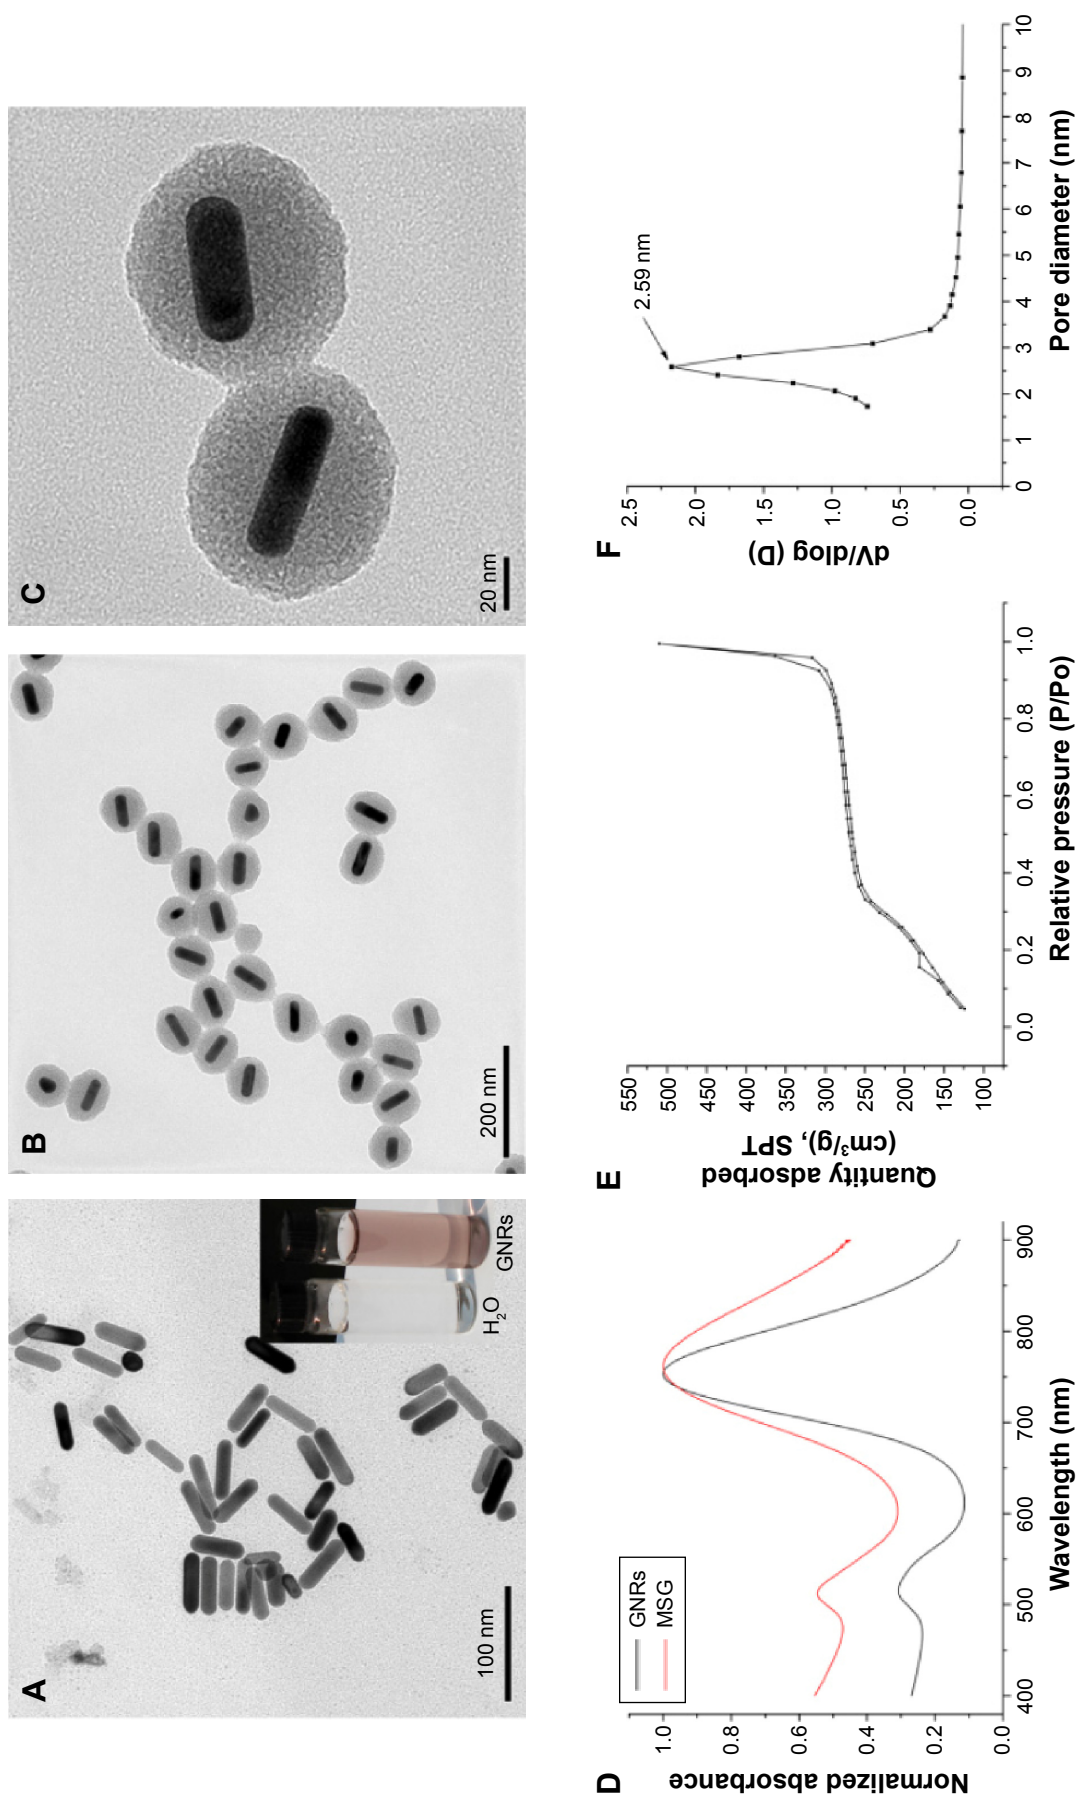 A
100 nm
H₂O
GNRs
B
200 nm
C
20 nm
D
Normalized absorbance
1.0
0.8
0.6
0.4
0.2
0.0
GNRs
MSG
400
500
600
700
800
900
Wavelength (nm)
E
Quantity adsorbed
(cm³/g), SPT
550
500
450
400
350
300
250
200
150
100
0.0
0.2
0.4
0.6
0.8
1.0
Relative pressure (P/Po)
F
dV/dlog (D)
2.5
2.0
1.5
1.0
0.5
0.0
2.59 nm
0
1
2
3
4
5
6
7
8
9
10
Pore diameter (nm)